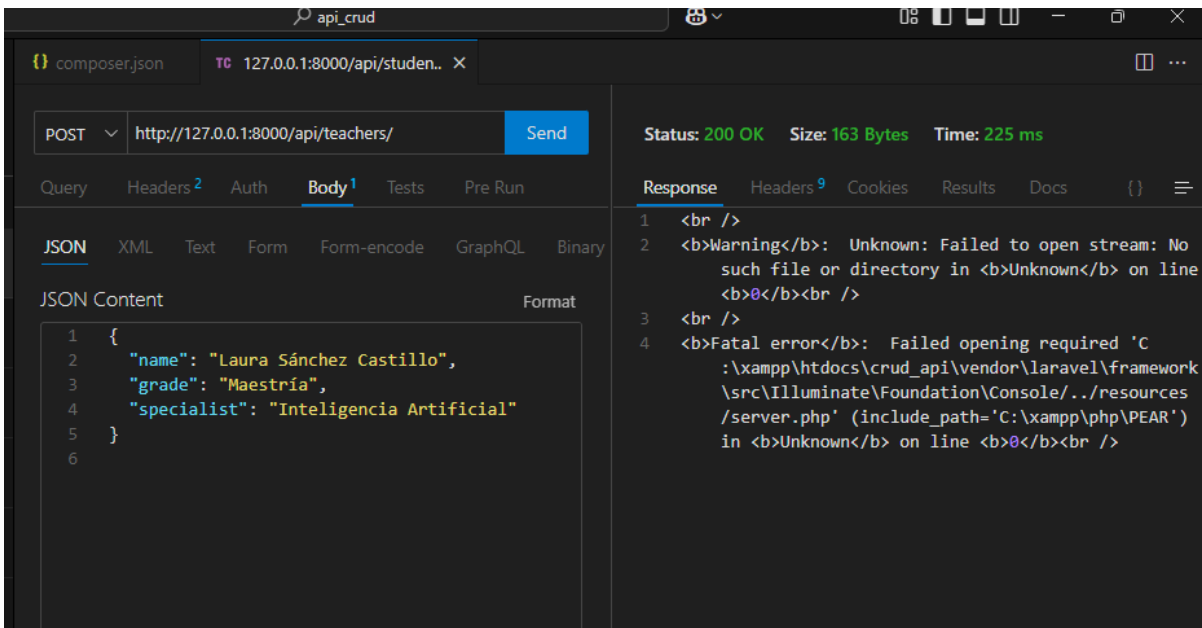 api_crud
{} composer.json
TC 127.0.0.1:8000/api/studen.. ×
POST http://127.0.0.1:8000/api/teachers/ Send
Status: 200 OK Size: 163 Bytes Time: 225 ms
Query Headers 2 Auth Body 1 Tests Pre Run
Response Headers 9 Cookies Results Docs {}
JSON XML Text Form Form-encode GraphQL Binary
JSON Content Format
1 {
2 "name": "Laura Sánchez Castillo",
3 "grade": "Maestría",
4 "specialist": "Inteligencia Artificial"
5 }
6
1 <br />
2 <b>Warning</b>: Unknown: Failed to open stream: No
such file or directory in <b>Unknown</b> on line
<b>0</b><br />
3 <br />
4 <b>Fatal error</b>: Failed opening required 'C
:\xampp\htdocs\crud_api\vendor\laravel\framework
\src\Illuminate\Foundation\Console/../resources
/server.php' (include_path='C:\xampp\php\PEAR')
in <b>Unknown</b> on line <b>0</b><br />